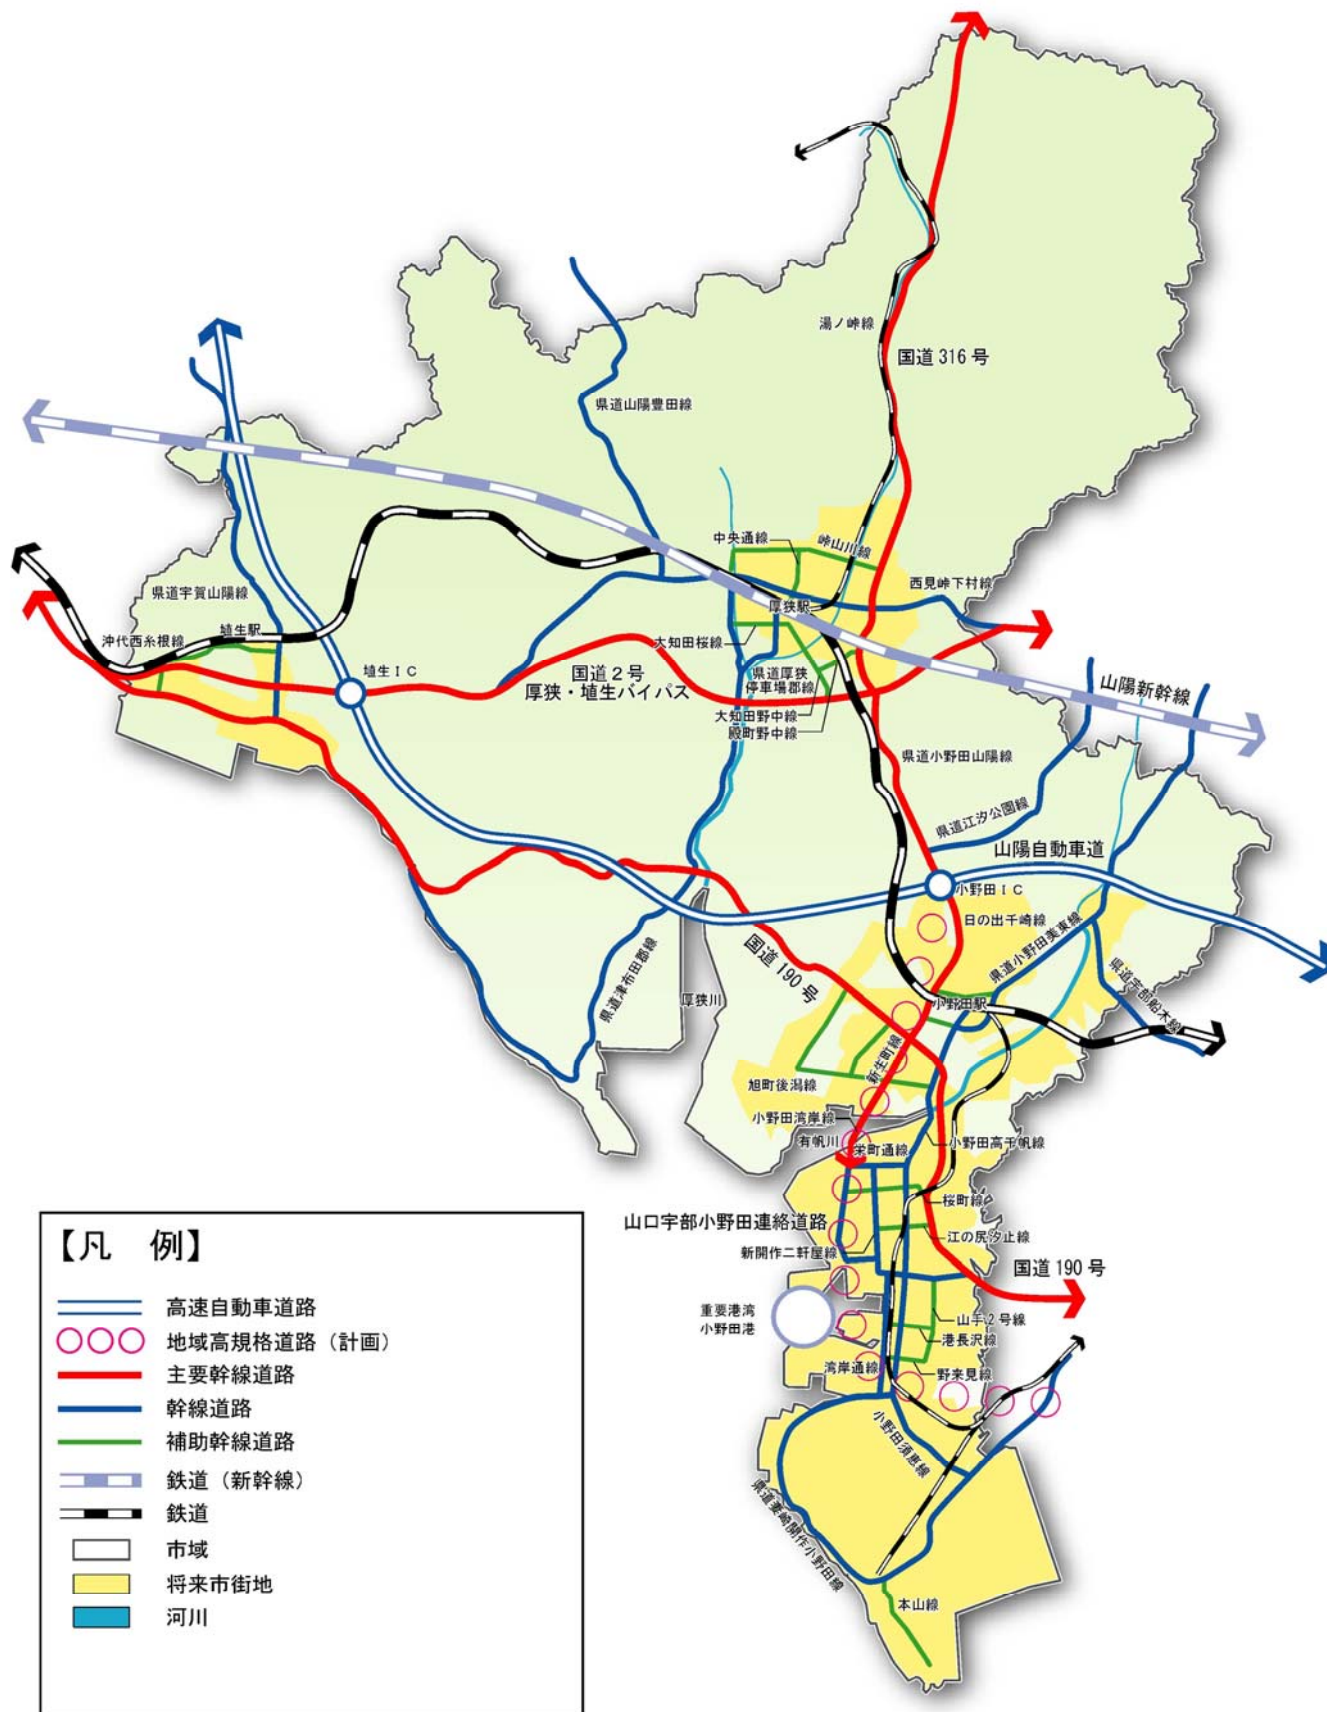 湯ノ峠線
国道 316 号
県道山陽豊田線
中央通線
峠山川線
西見峠下村線
県道宇賀山陽線
厚狭駅
埴生駅
沖代西糸根線
大知田桜線
埴生ＩＣ
国道２号
厚狭・埴生バイパス
県道厚狭
停車場郡線
山陽新幹線
大知田野中線
殿町野中線
県道小野田山陽線
県道江汐公園線
山陽自動車道
小野田ＩＣ
日の出千崎線
県道小野田美東線
国道 190 号
県道津布田郡線
厚狭川
県道宇部船木線
小野田駅
新生町線
旭町後潟線
小野田湾岸線
有帆川
栄町通線
小野田高千帆線
桜町線
山口宇部小野田連絡道路
江の尻汐止線
新開作二軒屋線
国道 190 号
重要港湾
小野田港
山手２号線
港長沢線
湾岸通線
野来見線
小野田須恵線
県道妻崎開作小野田線
本山線
【凡　例】
高速自動車道路
地域高規格道路（計画）
主要幹線道路
幹線道路
補助幹線道路
鉄道（新幹線）
鉄道
市域
将来市街地
河川